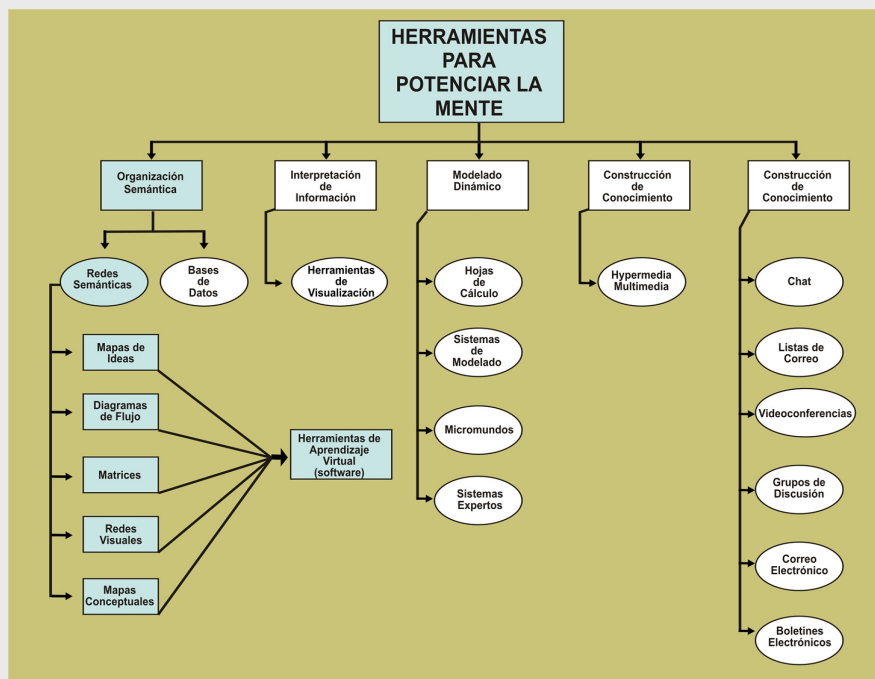 HERRAMIENTAS
PARA
POTENCIAR LA
MENTE
Organización
Semántica
Interpretación
de
Información
Modelado
Dinámico
Construcción
de
Conocimiento
Construcción
de
Conocimiento
Redes
Semánticas
Bases
de
Datos
Herramientas
de
Visualización
Hojas
de
Cálculo
Hypermedia
Multimedia
Chat
Mapas de
Ideas
Diagramas
de Flujo
Matrices
Redes
Visuales
Mapas
Conceptuales
Herramientas de
Aprendizaje
Virtual
(software)
Sistemas
de
Modelado
Micromundos
Sistemas
Expertos
Listas
de Correo
Videoconferencias
Grupos de
Discusión
Correo
Electrónico
Boletines
Electrónicos